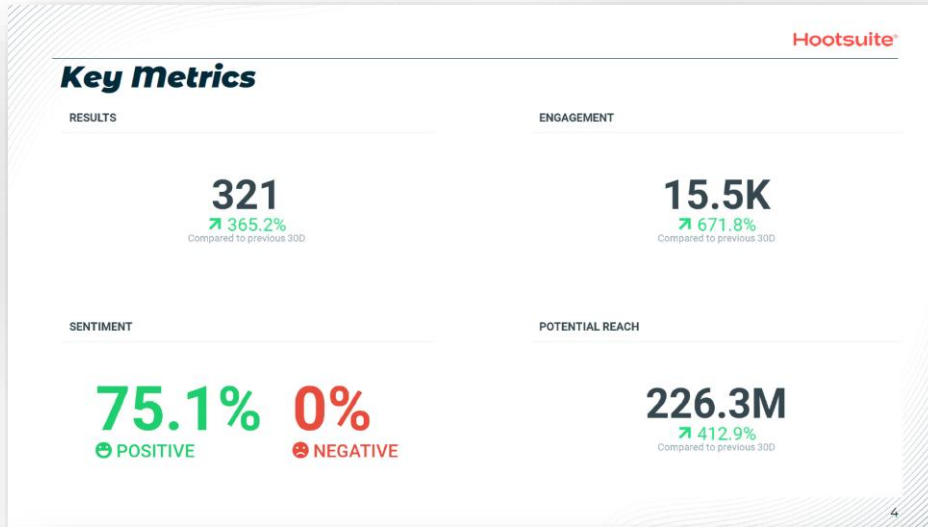 Hootsuite®
Key Metrics
RESULTS
321
365.2%
Compared to previous 30D
ENGAGEMENT
15.5K
671.8%
Compared to previous 30D
SENTIMENT
75.1%
POSITIVE
0%
NEGATIVE
POTENTIAL REACH
226.3M
412.9%
Compared to previous 30D
4